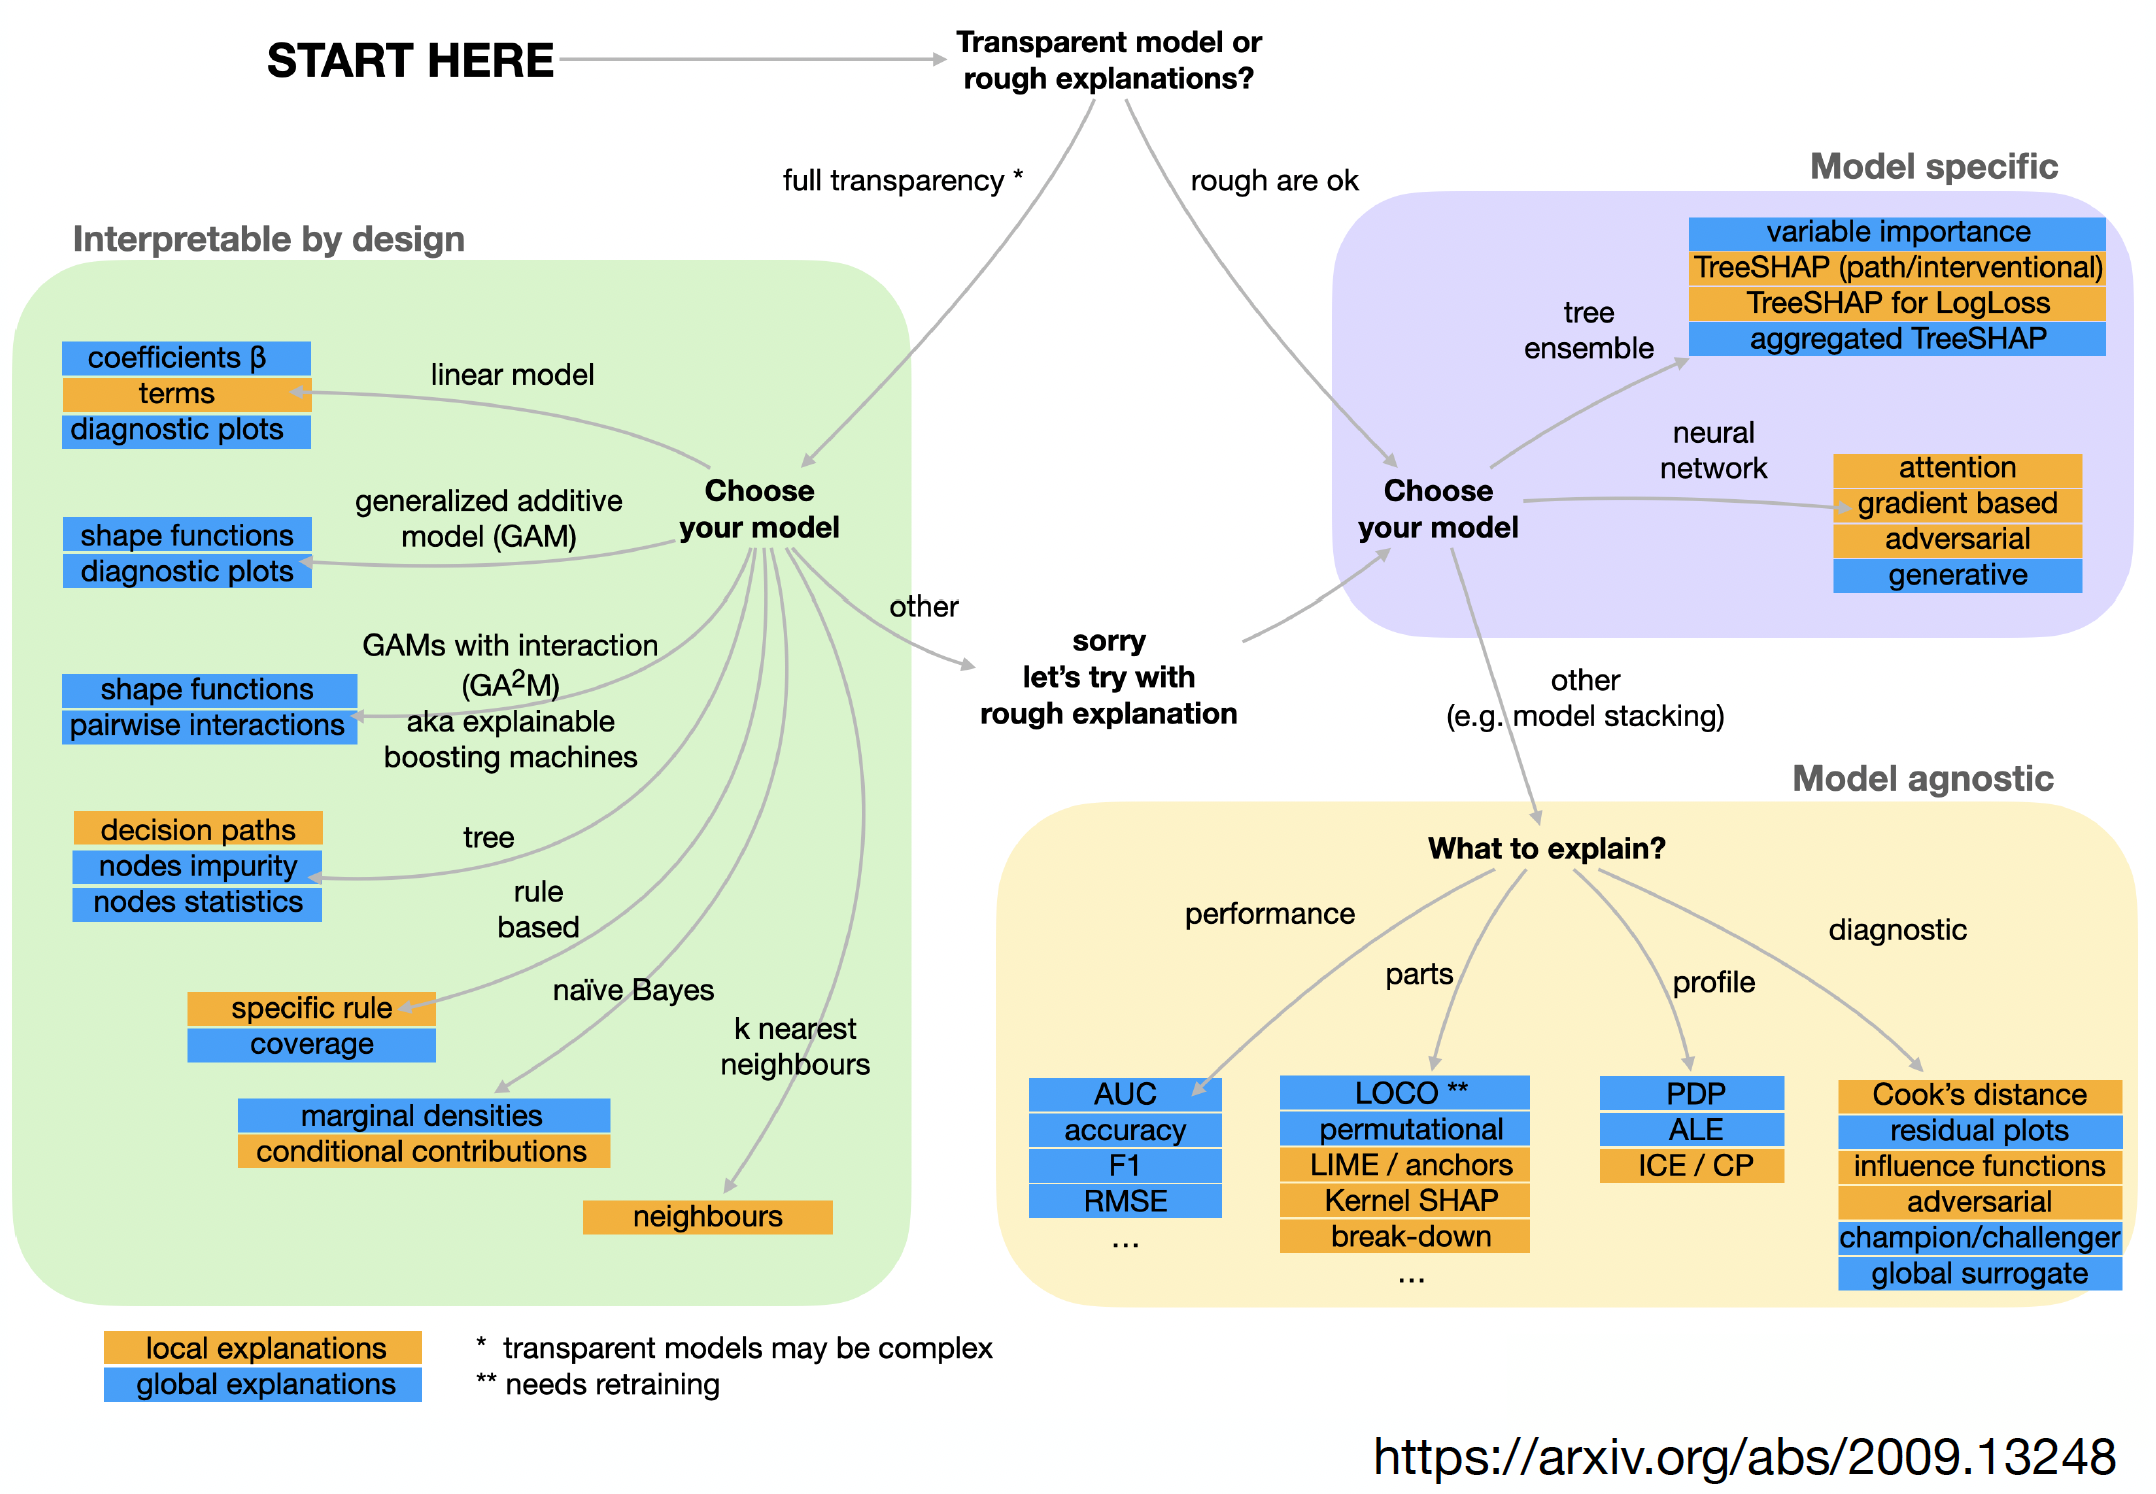 START HERE
Transparent model or
rough explanations?
full transparency *
rough are ok
Interpretable by design
coefficients β
terms
diagnostic plots
linear model
shape functions
diagnostic plots
generalized additive
model (GAM)
Choose
your model
shape functions
pairwise interactions
GAMs with interaction
(GA²M)
aka explainable
boosting machines
decision paths
nodes impurity
nodes statistics
tree
rule
based
specific rule
coverage
naïve Bayes
marginal densities
conditional contributions
k nearest
neighbours
neighbours
other
sorry
let's try with
rough explanation
Model specific
variable importance
TreeSHAP (path/interventional)
TreeSHAP for LogLoss
aggregated TreeSHAP
tree
ensemble
neural
network
attention
gradient based
adversarial
generative
Choose
your model
other
(e.g. model stacking)
Model agnostic
What to explain?
performance
parts
profile
diagnostic
AUC
accuracy
F1
RMSE
...
LOCO **
permutational
LIME / anchors
Kernel SHAP
break-down
...
PDP
ALE
ICE / CP
Cook's distance
residual plots
influence functions
adversarial
champion/challenger
global surrogate
local explanations
global explanations
* transparent models may be complex
** needs retraining
https://arxiv.org/abs/2009.13248